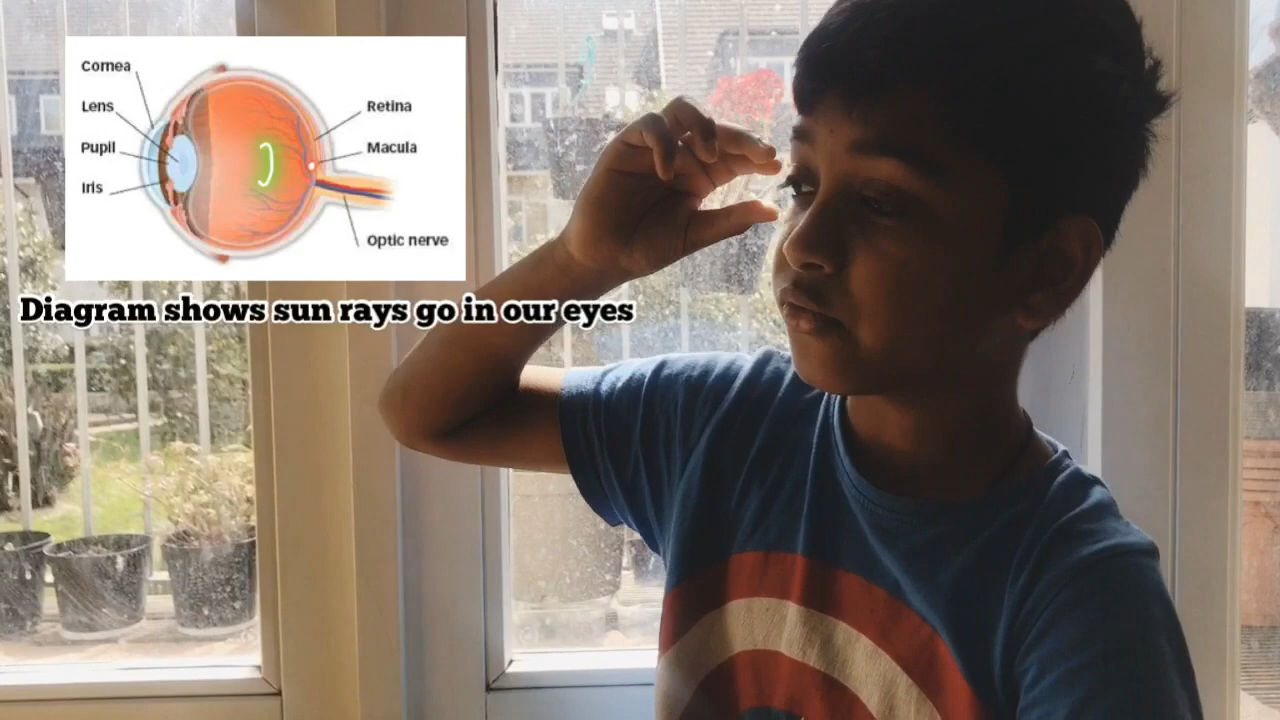 Cornea
Lens
Pupil
Iris
Retina
Macula
Optic nerve
Diagram shows sun rays go in our eyes